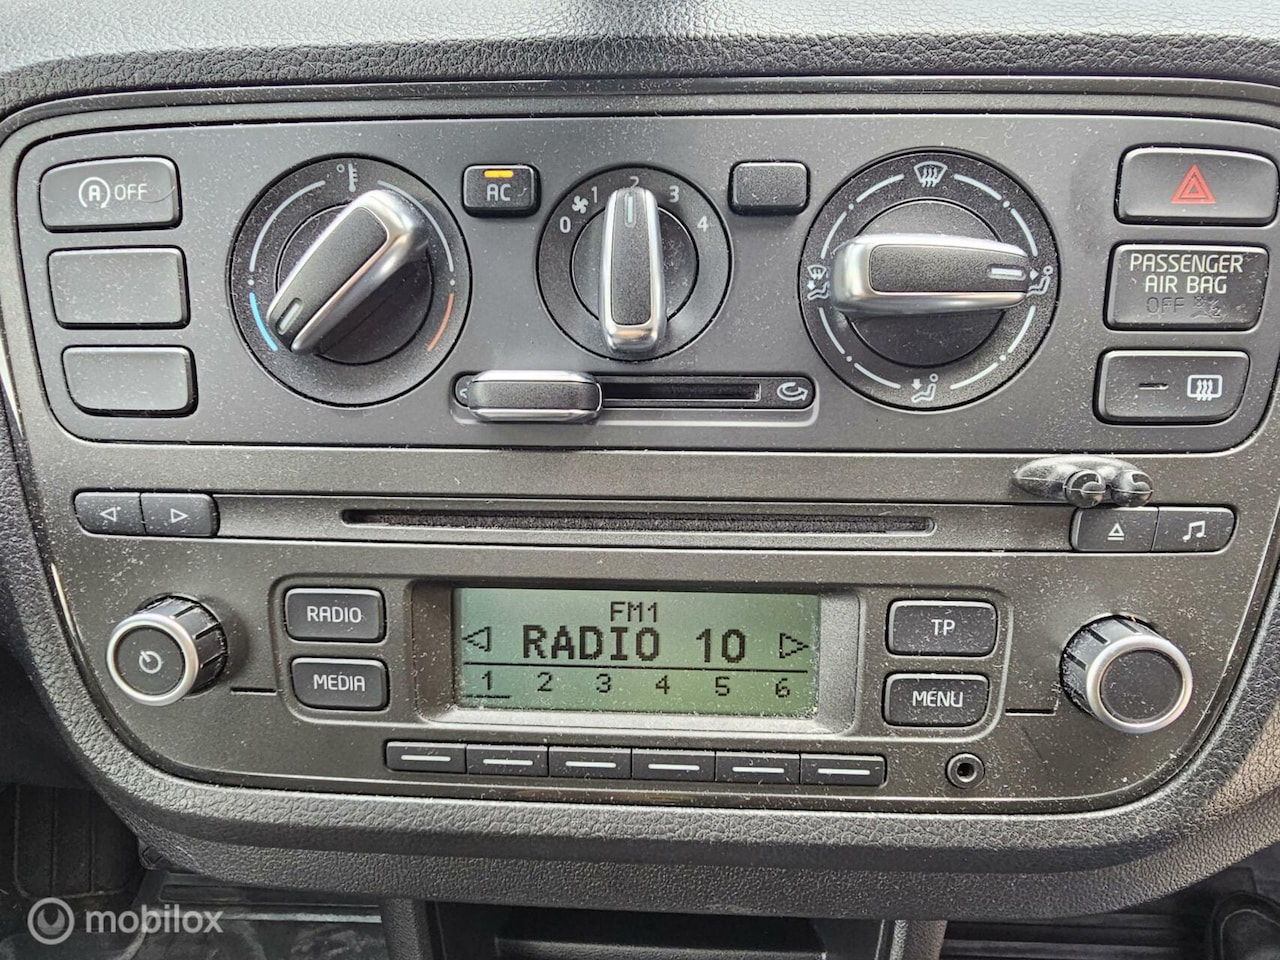 A OFF
AC
0 1 2 3 4
PASSENGER
AIR BAG
OFF
RADIO
MEDIA
FM1
RADIO 10
1 2 3 4 5 6
TP
MENU
mobilox